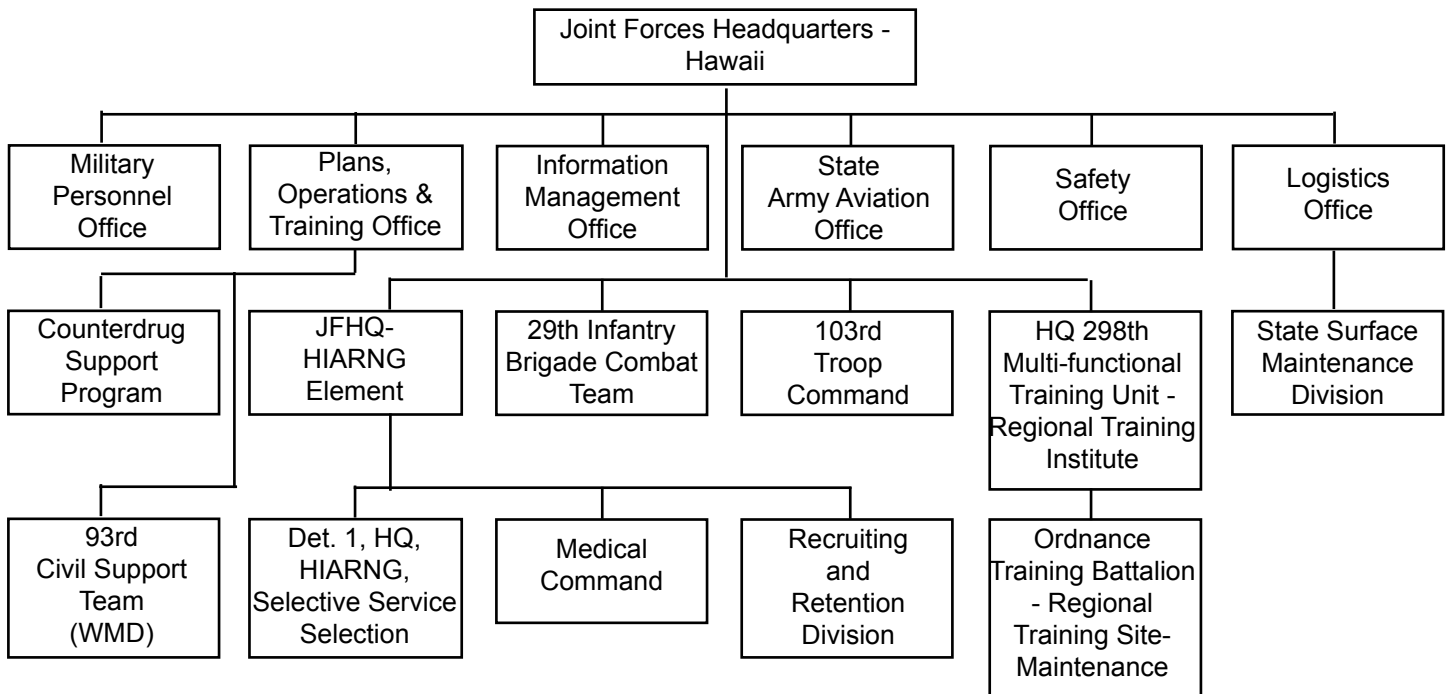 Joint Forces Headquarters -
Hawaii
Military
Personnel
Office
Plans,
Operations &
Training Office
Information
Management
Office
State
Army Aviation
Office
Safety
Office
Logistics
Office
Counterdrug
Support
Program
JFHQ-
HIARNG
Element
29th Infantry
Brigade Combat
Team
103rd
Troop
Command
HQ 298th
Multi-functional
Training Unit -
Regional Training
Institute
State Surface
Maintenance
Division
93rd
Civil Support
Team
(WMD)
Det. 1, HQ,
HIARNG,
Selective Service
Selection
Medical
Command
Recruiting
and
Retention
Division
Ordnance
Training Battalion
- Regional
Training Site-
Maintenance